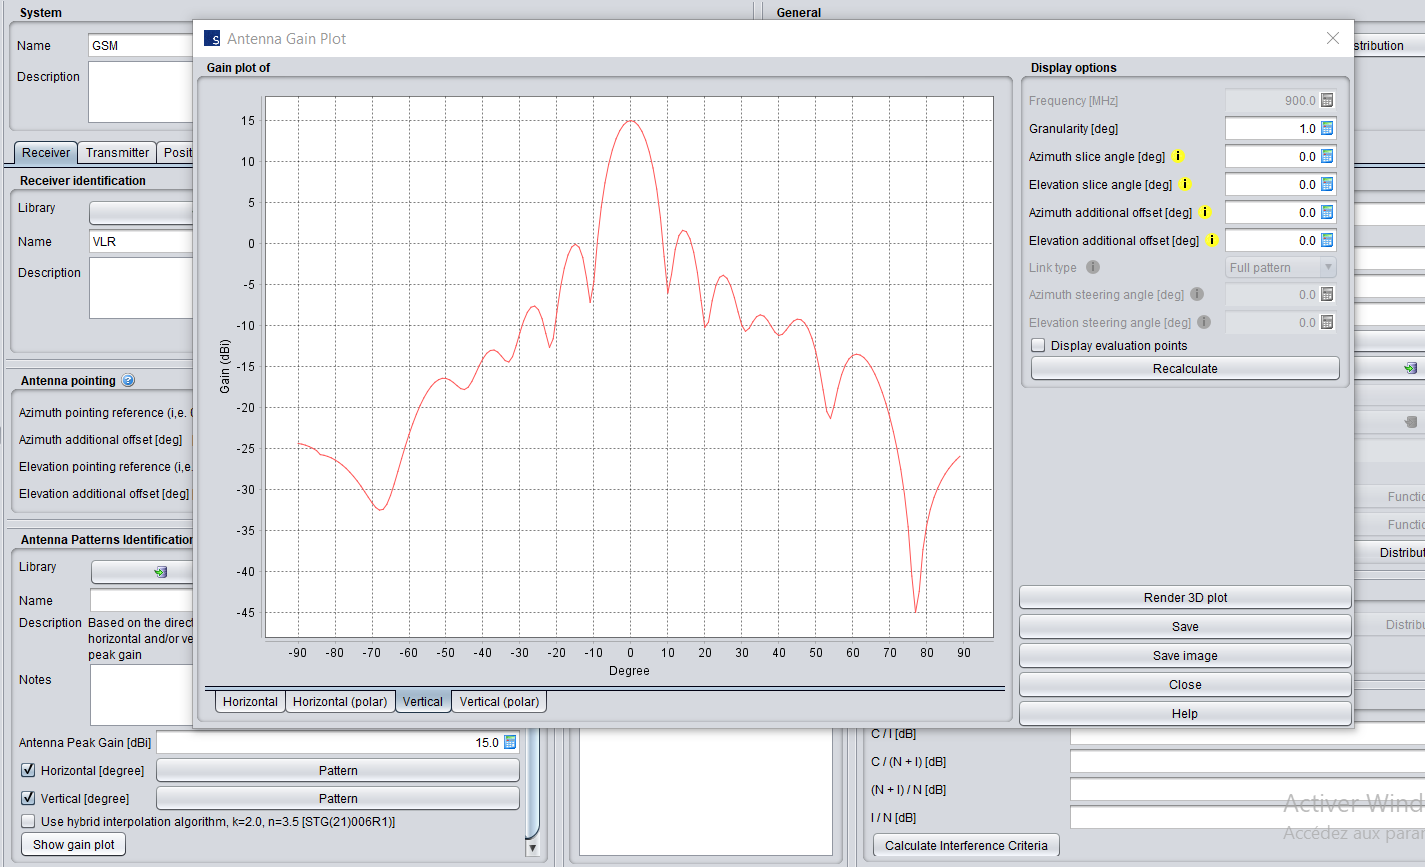 System
General
Name
GSM
Description
Receiver
Transmitter
Posit
Receiver identification
Library
Name
VLR
Description
Antenna pointing
Azimuth pointing reference (i,e. 0
Azimuth additional offset [deg]
Elevation pointing reference (i,e.
Elevation additional offset [deg]
Antenna Patterns Identification
Library
Name
Description
Based on the direct
horizontal and/or ve
peak gain
Notes
Antenna Peak Gain [dBi]
15.0
Horizontal [degree]
Pattern
Vertical [degree]
Pattern
Use hybrid interpolation algorithm, k=2.0, n=3.5 [STG(21)006R1)]
Show gain plot
Antenna Gain Plot
Gain plot of
15
10
5
0
-5
-10
-15
-20
-25
-30
-35
-40
-45
Gain (dBi)
-90 -80 -70 -60 -50 -40 -30 -20 -10 0 10 20 30 40 50 60 70 80 90
Degree
Horizontal
Horizontal (polar)
Vertical
Vertical (polar)
Display options
Frequency [MHz]
900.0
Granularity [deg]
1.0
Azimuth slice angle [deg]
0.0
Elevation slice angle [deg]
0.0
Azimuth additional offset [deg]
0.0
Elevation additional offset [deg]
0.0
Link type
Full pattern
Azimuth steering angle [deg]
0.0
Elevation steering angle [deg]
0.0
Display evaluation points
Recalculate
Render 3D plot
Save
Save image
Close
Help
stribution
Functio
Functio
Distribut
Distribu
C / I [dB]
C / (N + I) [dB]
(N + I) / N [dB]
I / N [dB]
Calculate Interference Criteria
Activer Wind
Accédez aux param